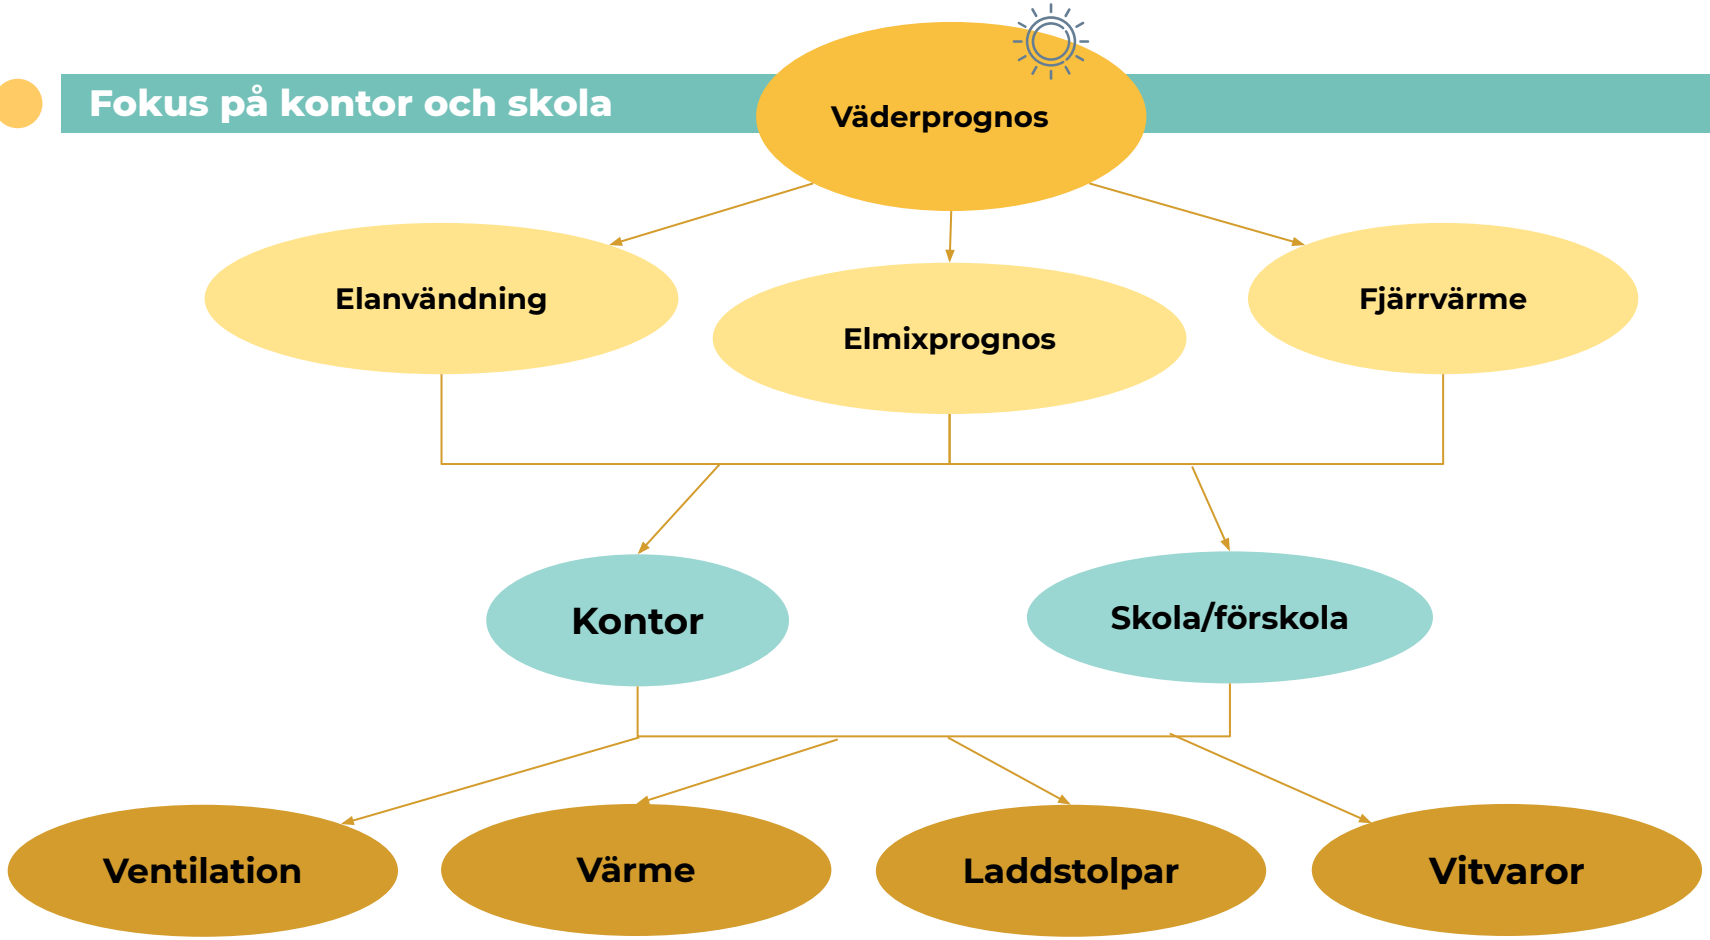 Fokus på kontor och skola
Väderprognos
Elanvändning
Elmixprognos
Fjärrvärme
Kontor
Skola/förskola
Ventilation
Värme
Laddstolpar
Vitvaror